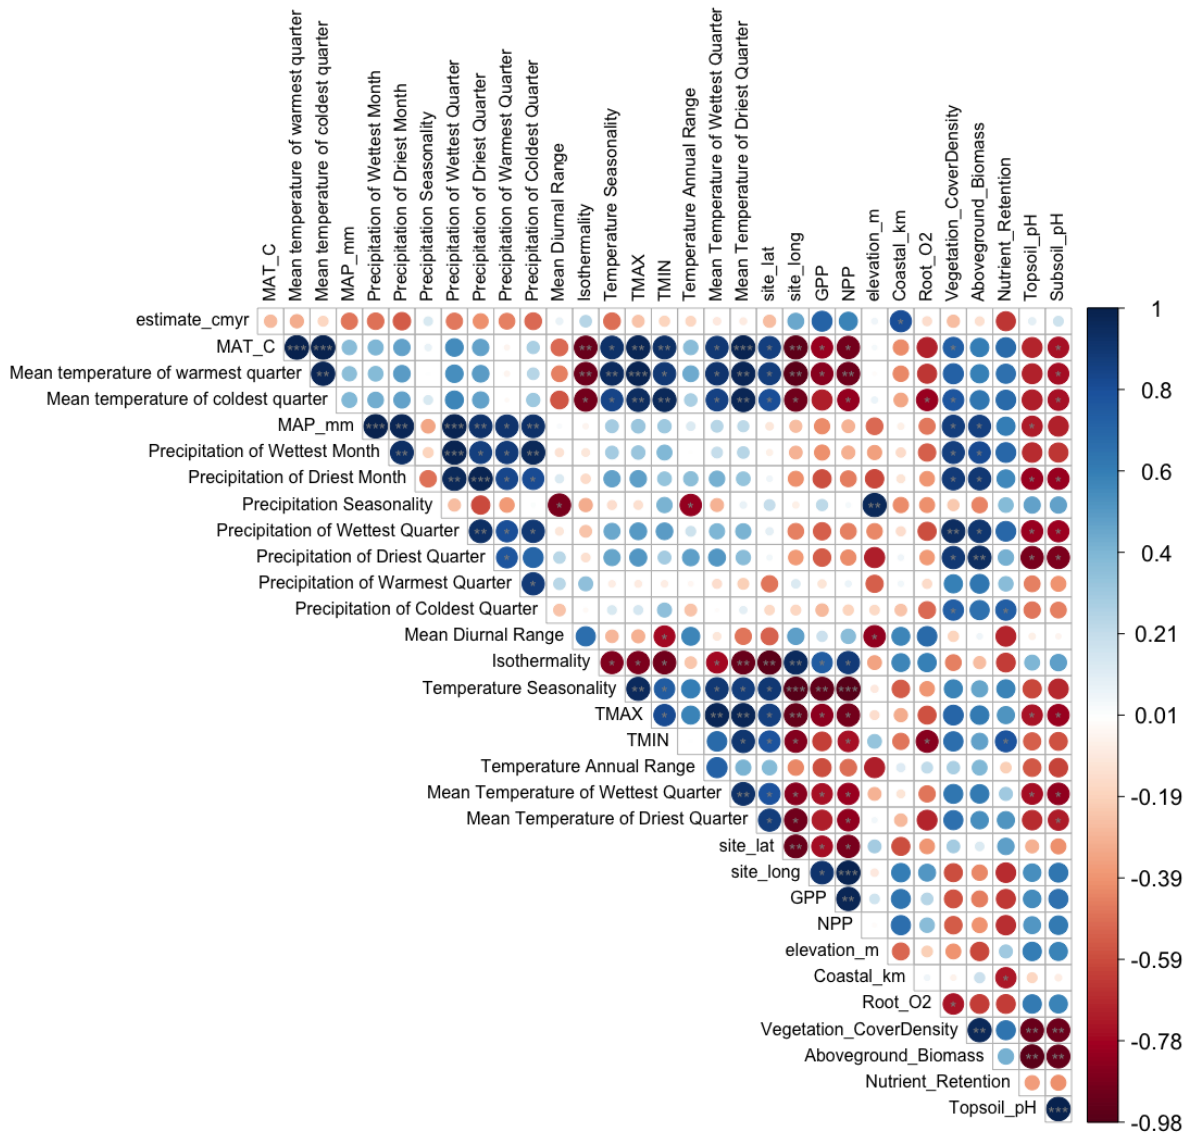 MAT_C
Mean temperature of warmest quarter
Mean temperature of coldest quarter
MAP_mm
Precipitation of Wettest Month
Precipitation of Driest Month
Precipitation Seasonality
Precipitation of Wettest Quarter
Precipitation of Driest Quarter
Precipitation of Warmest Quarter
Precipitation of Coldest Quarter
Mean Diurnal Range
Isothermality
Temperature Seasonality
TMAX
TMIN
Temperature Annual Range
Mean Temperature of Wettest Quarter
Mean Temperature of Driest Quarter
site_lat
site_long
GPP
NPP
elevation_m
Coastal_km
Root_O2
Vegetation_CoverDensity
Aboveground_Biomass
Nutrient_Retention
Topsoil_pH
Subsoil_pH
estimate_cmyr
MAT_C
Mean temperature of warmest quarter
Mean temperature of coldest quarter
MAP_mm
Precipitation of Wettest Month
Precipitation of Driest Month
Precipitation Seasonality
Precipitation of Wettest Quarter
Precipitation of Driest Quarter
Precipitation of Warmest Quarter
Precipitation of Coldest Quarter
Mean Diurnal Range
Isothermality
Temperature Seasonality
TMAX
TMIN
Temperature Annual Range
Mean Temperature of Wettest Quarter
Mean Temperature of Driest Quarter
site_lat
site_long
GPP
NPP
elevation_m
Coastal_km
Root_O2
Vegetation_CoverDensity
Aboveground_Biomass
Nutrient_Retention
Topsoil_pH
1
0.8
0.6
0.4
0.21
0.01
-0.19
-0.39
-0.59
-0.78
-0.98